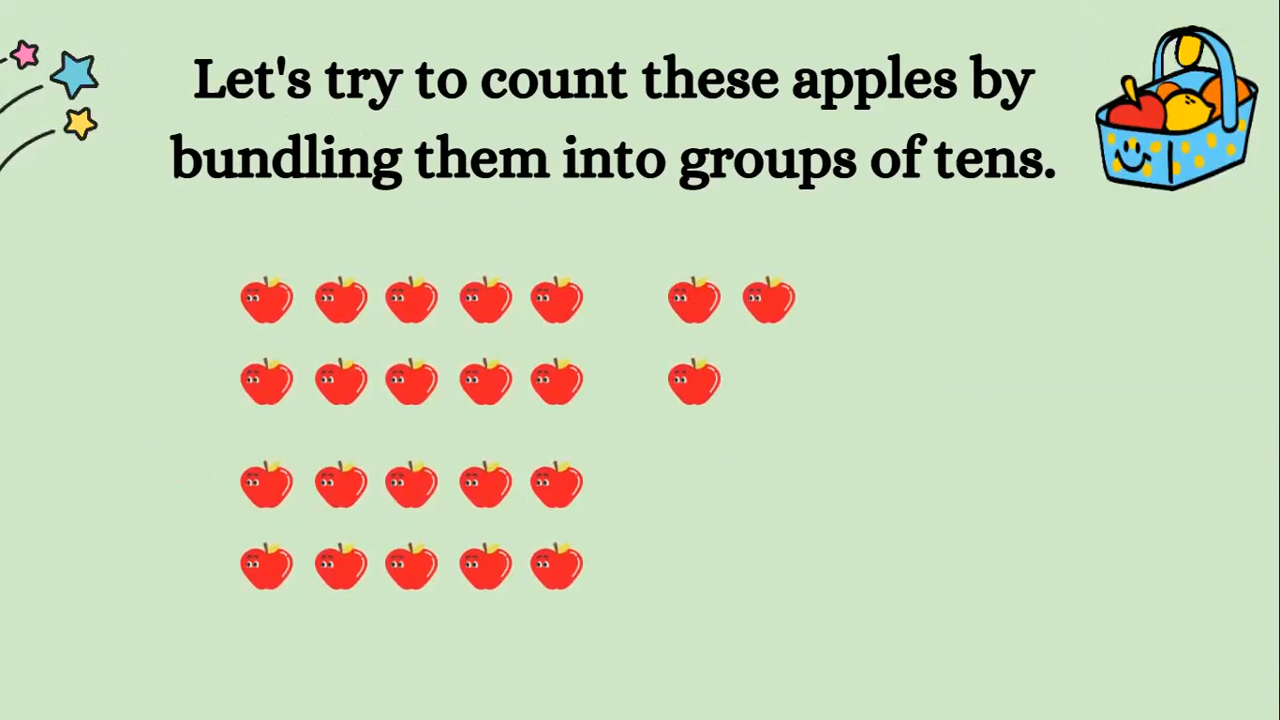 Let's try to count these apples by
bundling them into groups of tens.